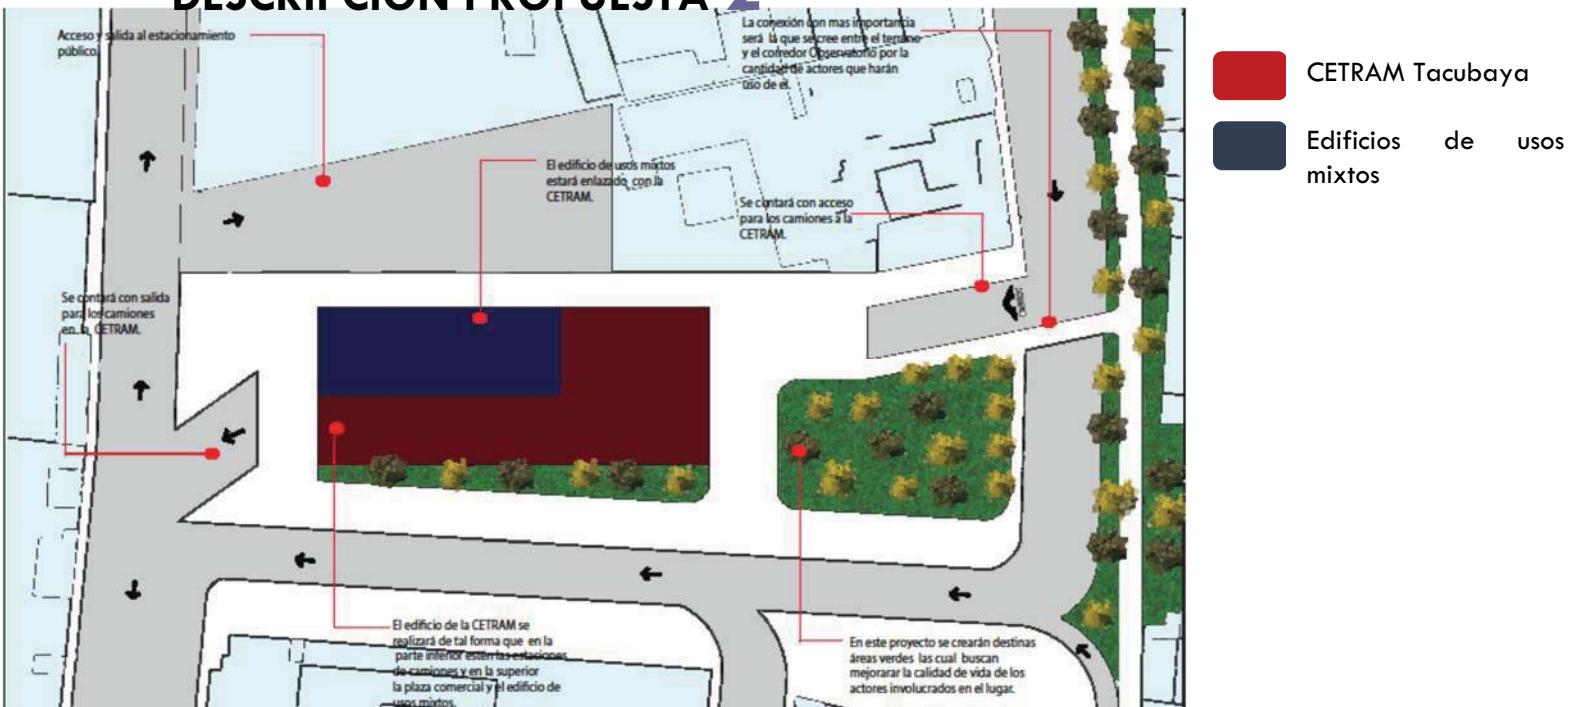 DESCRIPCIÓN PROPUESTA 2
Acceso y salida al estacionamiento
público.
La conexión con mas importancia
será la que se cree entre el terreno
y el corredor Observatorio por la
cantidad de actores que harán
uso de el.
CETRAM Tacubaya
Edificios de usos
mixtos
El edificio de usos mixtos
estará enlazado con la
CETRAM.
Se contará con acceso
para los camiones a la
CETRAM.
Se contará con salida
para los camiones
en la CETRAM.
El edificio de la CETRAM se
realizará de tal forma que en la
parte inferior esten las estaciones
de camiones y en la superior
la plaza comercial y el edificio de
usos mixtos.
En este proyecto se crearán destinas
áreas verdes las cual buscan
mejorarar la calidad de vida de los
actores involucrados en el lugar.